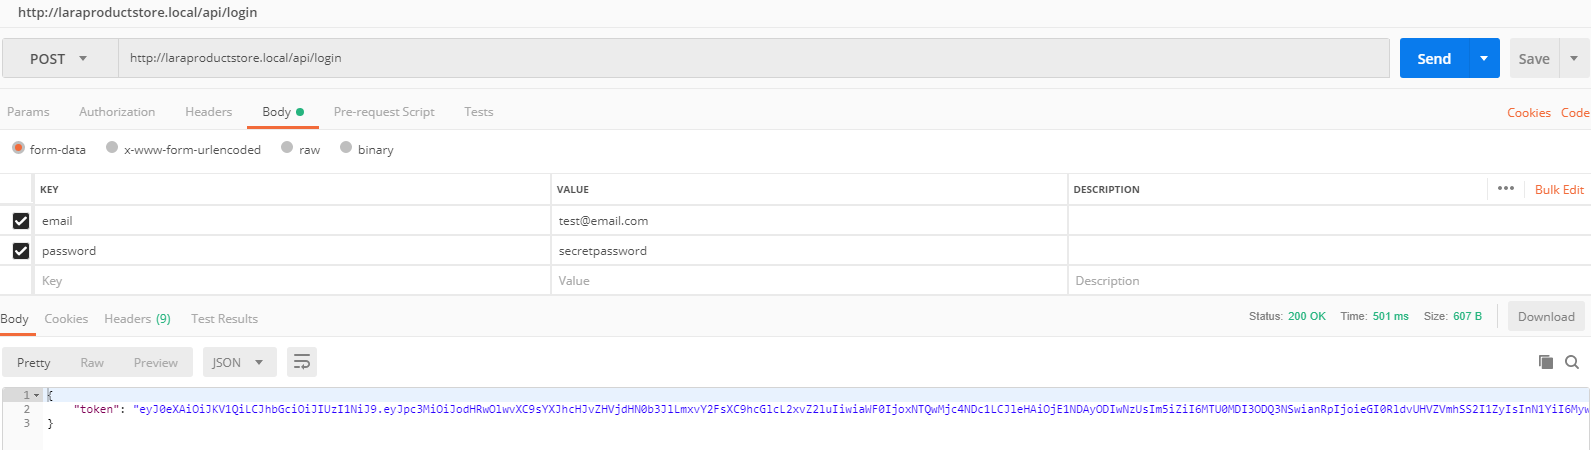 http://laraproductstore.local/api/login
POST http://laraproductstore.local/api/login Send Save
Params Authorization Headers Body Pre-request Script Tests Cookies Code
form-data x-www-form-urlencoded raw binary
KEY VALUE DESCRIPTION ••• Bulk Edit
email test@email.com
password secretpassword
Key Value Description
Body Cookies Headers (9) Test Results Status: 200 OK Time: 501 ms Size: 607 B Download
Pretty Raw Preview JSON
1 {
2 "token": "eyJ0eXAiOiJKV1QiLCJhbGciOiJIUzI1NiJ9.eyJpc3MiOiJodHRwOlwvXC9sYXJhcHJvZHVjdHN0b3JlLmxvY2FsXC9hcGlcL2xvZ2luIiwiaWF0IjoxNTQwMjc4NDc1LCJleHAiOjE1NDAyODIwNzUsIm5iZiI6MTU0MDI3ODQ3NSwianRpIjoieGI0RldvUHVZVmhSS2I1ZyIsInN1YiI6Myw
3 }